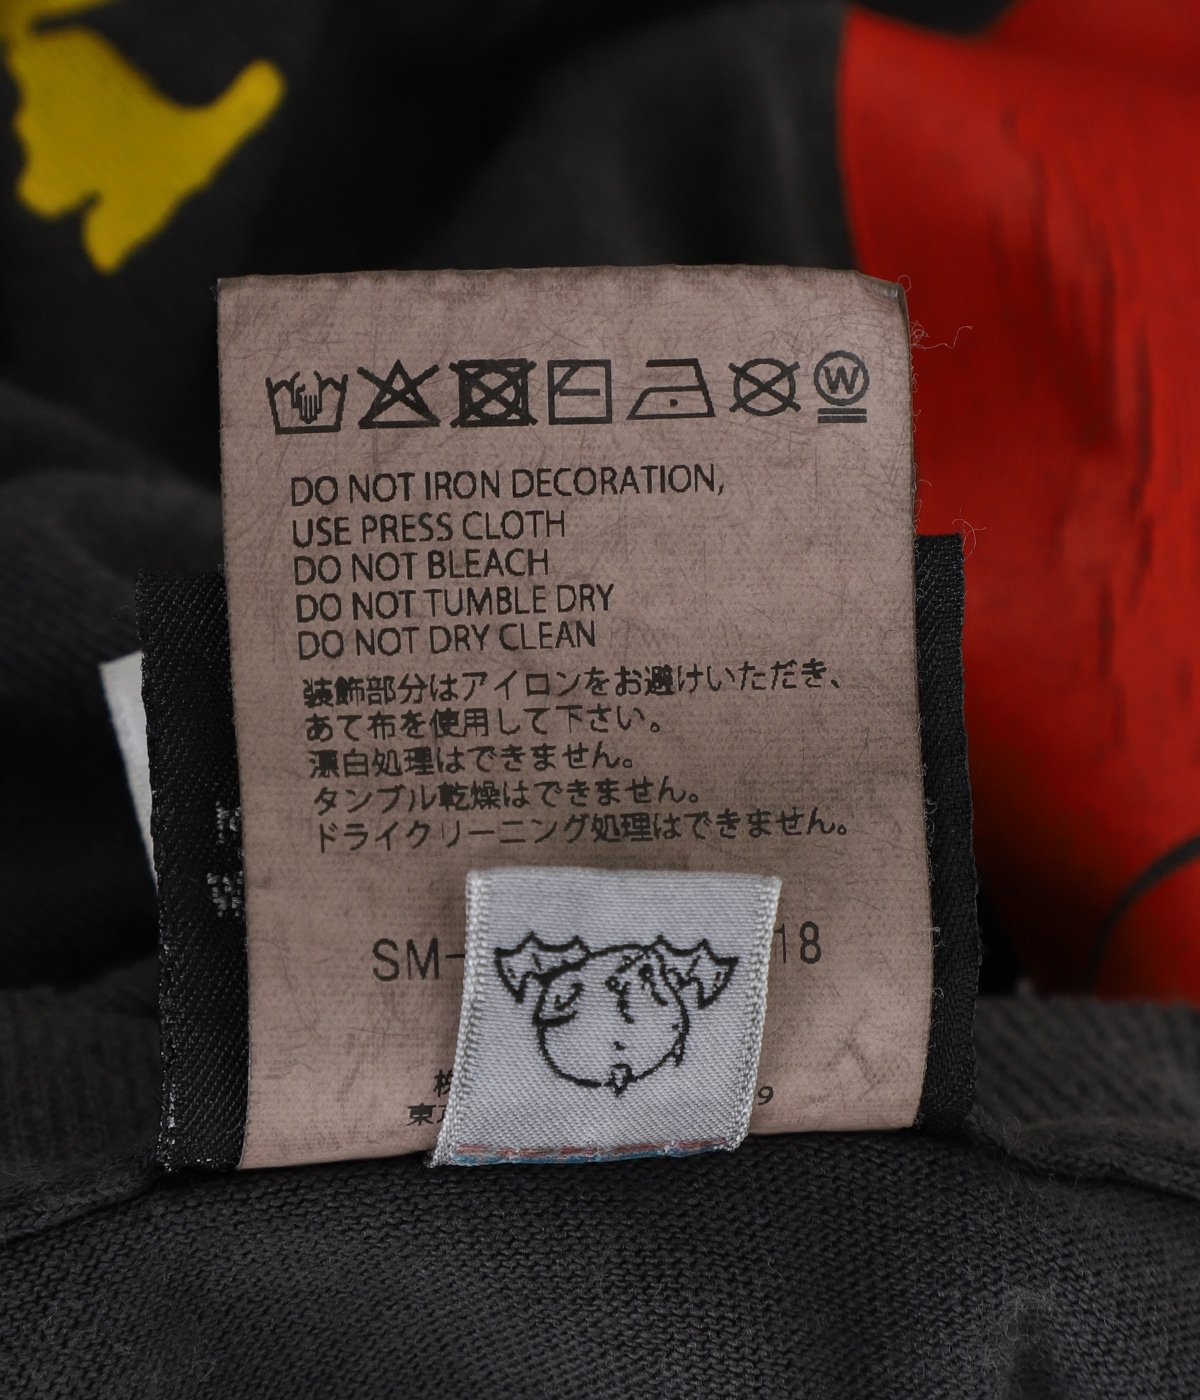 W
DO NOT IRON DECORATION,
USE PRESS CLOTH
DO NOT BLEACH
DO NOT TUMBLE DRY
DO NOT DRY CLEAN
装飾部分はアイロンをお避けいただき、
あて布を使用して下さい。
漂白処理はできません。
タンブル乾燥はできません。
ドライクリーニング処理はできません。
SM- 18
東 9